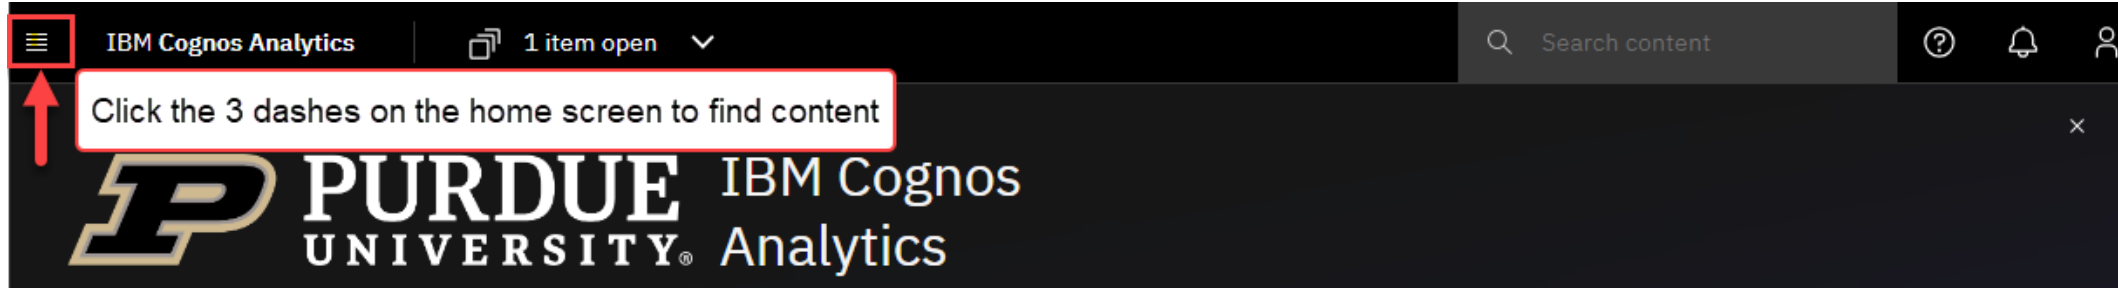 IBM Cognos Analytics
1 item open
Search content
Click the 3 dashes on the home screen to find content
PURDUE
UNIVERSITY®
IBM Cognos
Analytics